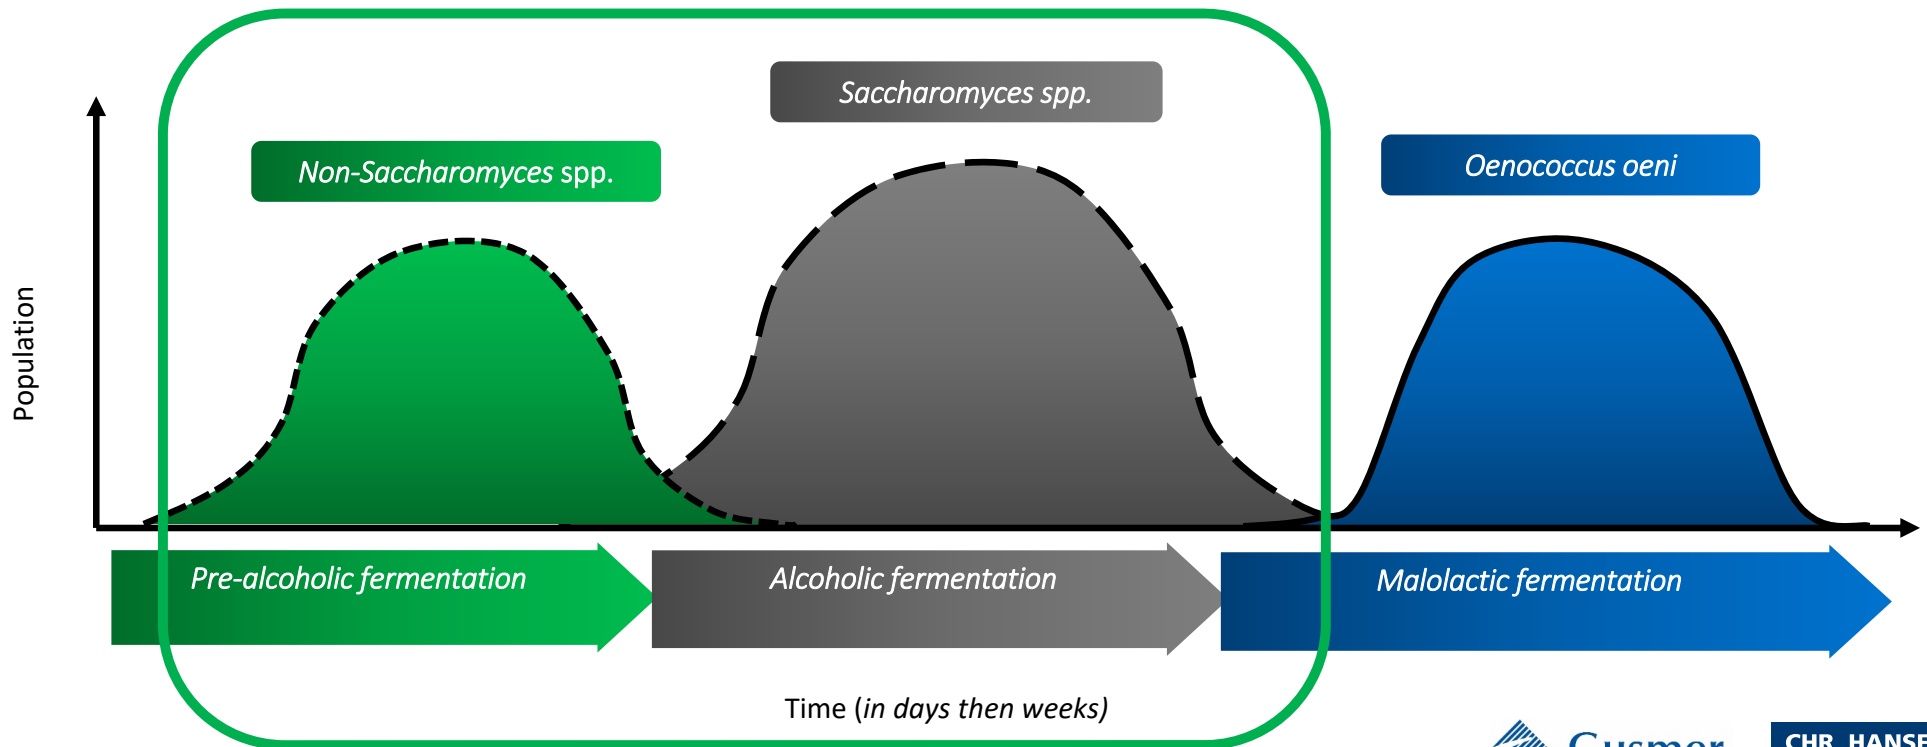 Saccharomyces spp.
Non-Saccharomyces spp.
Oenococcus oeni
Population
Pre-alcoholic fermentation
Alcoholic fermentation
Malolactic fermentation
Time (in days then weeks)